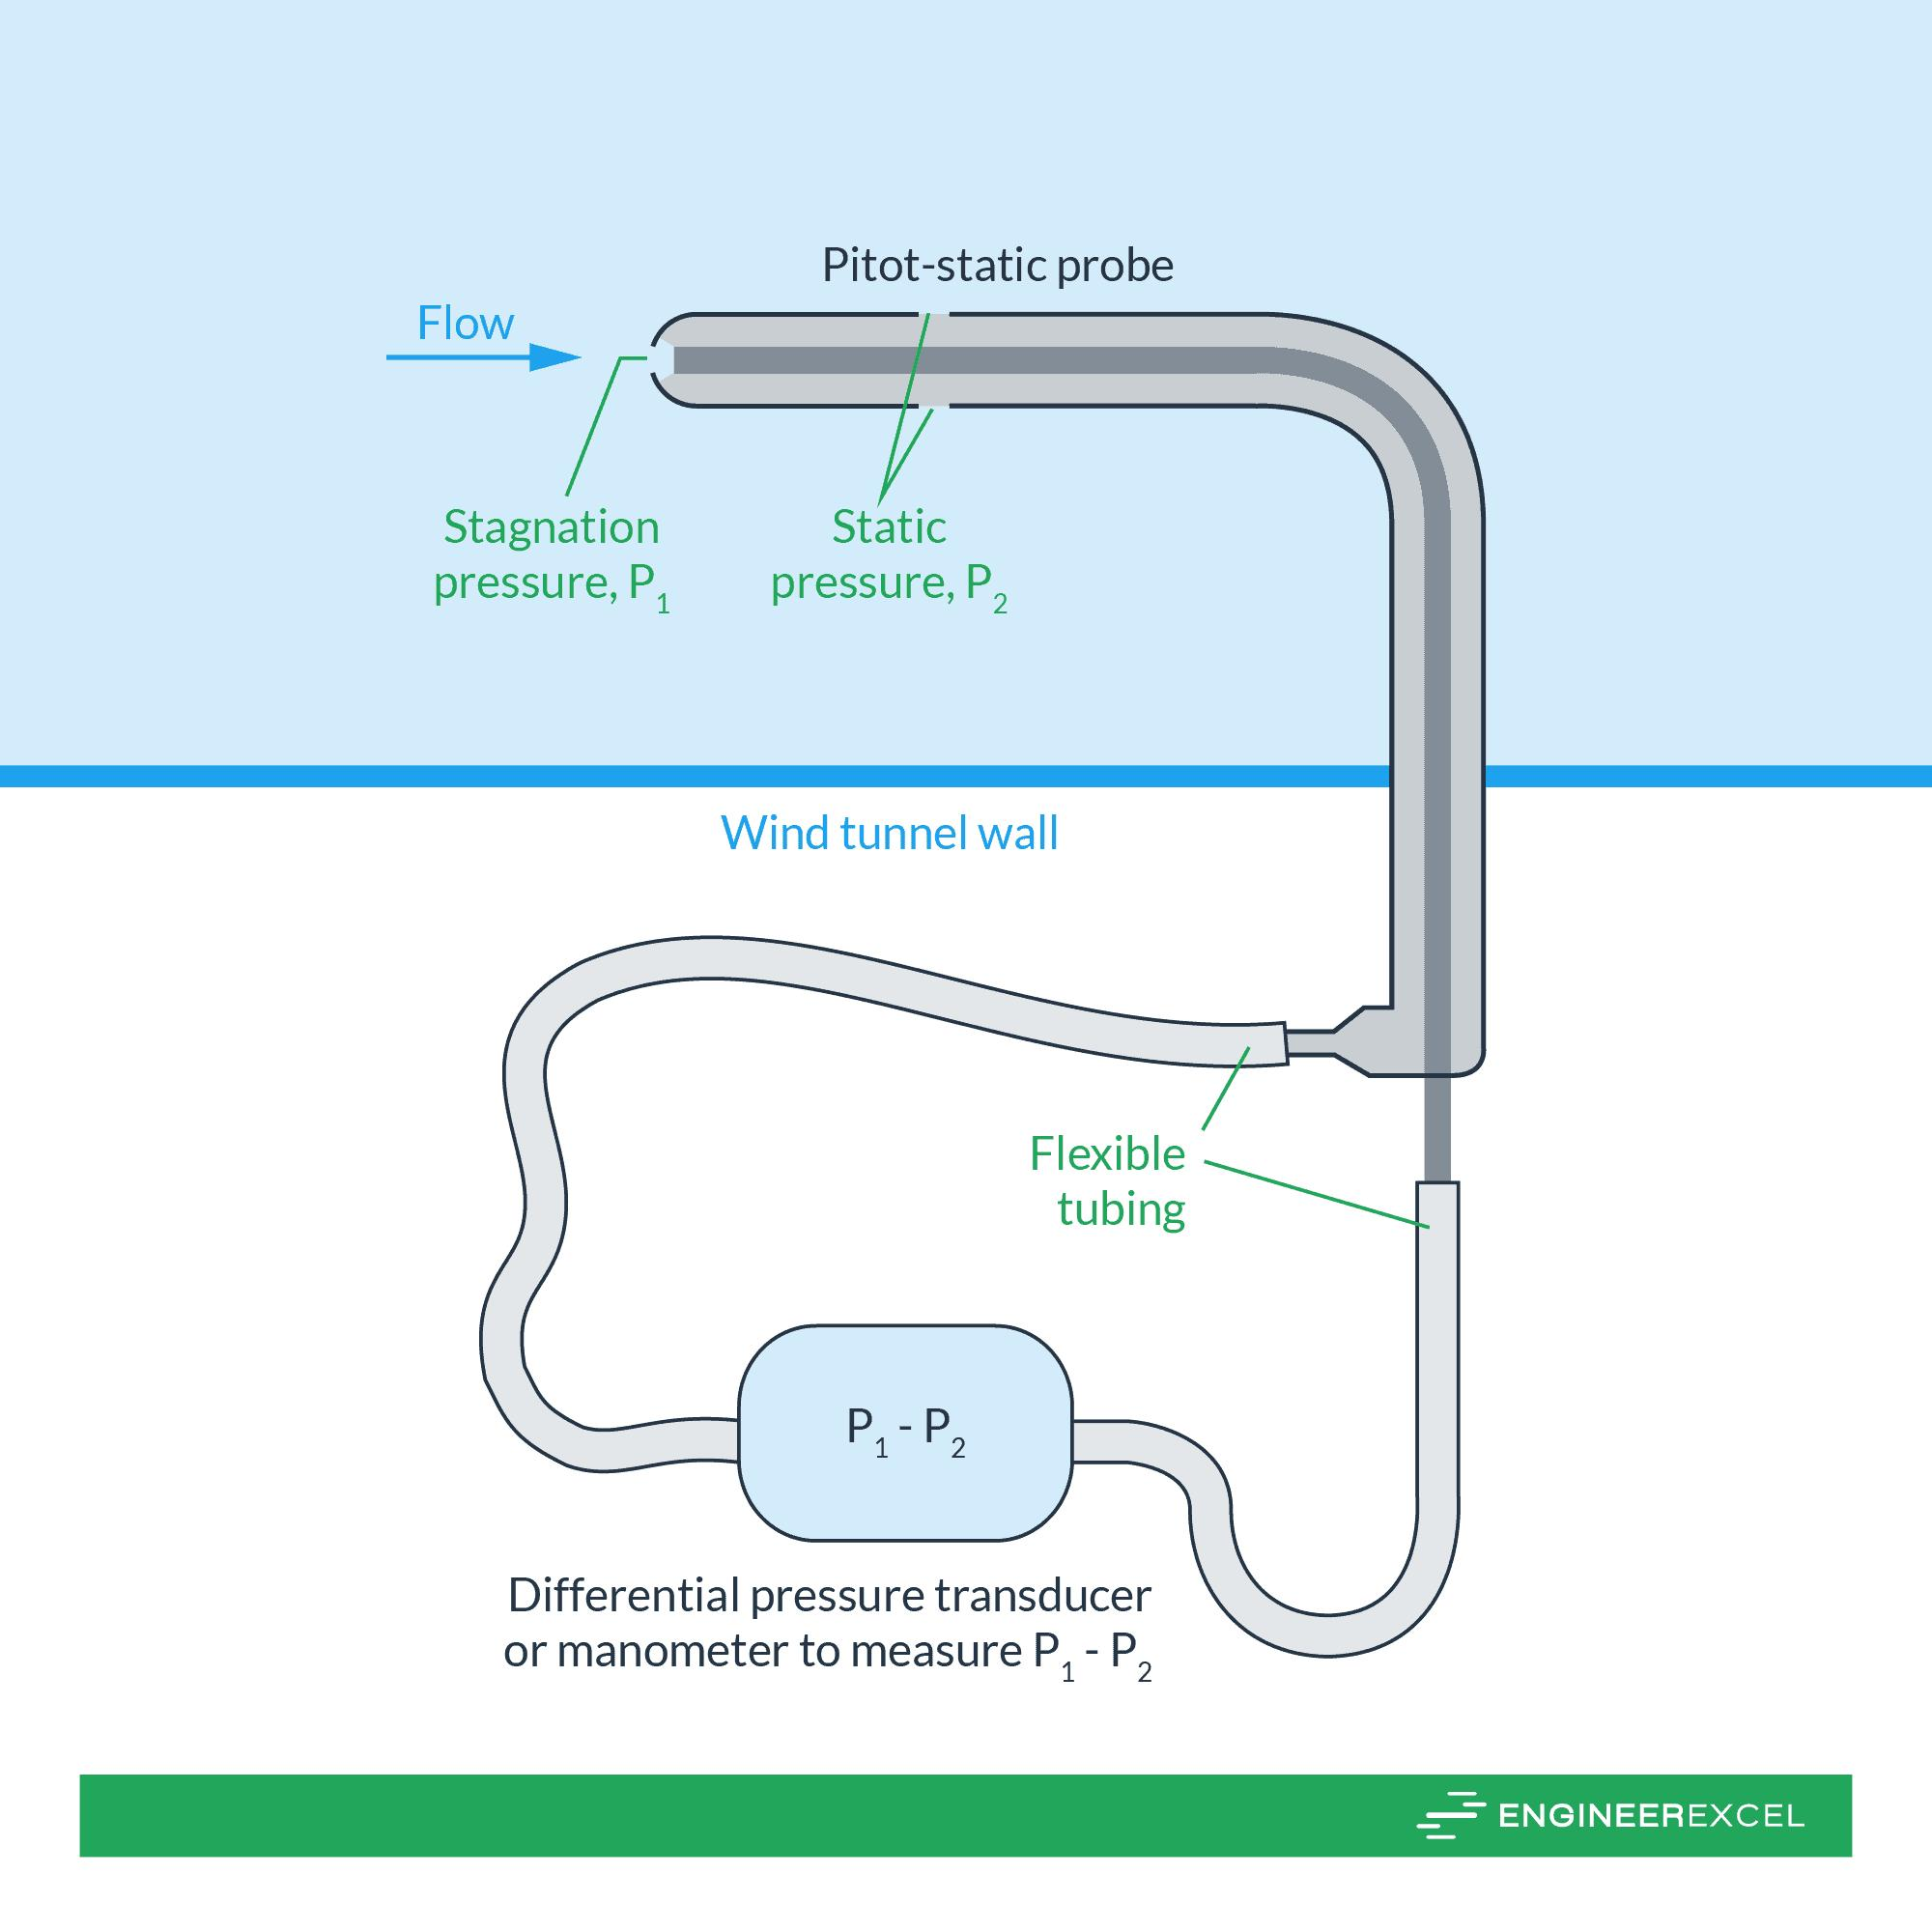 Pitot-static probe
Flow
Stagnation
pressure, P₁
Static
pressure, P₂
Wind tunnel wall
Flexible
tubing
P₁ - P₂
Differential pressure transducer
or manometer to measure P₁ - P₂
ENGINEEREXCEL